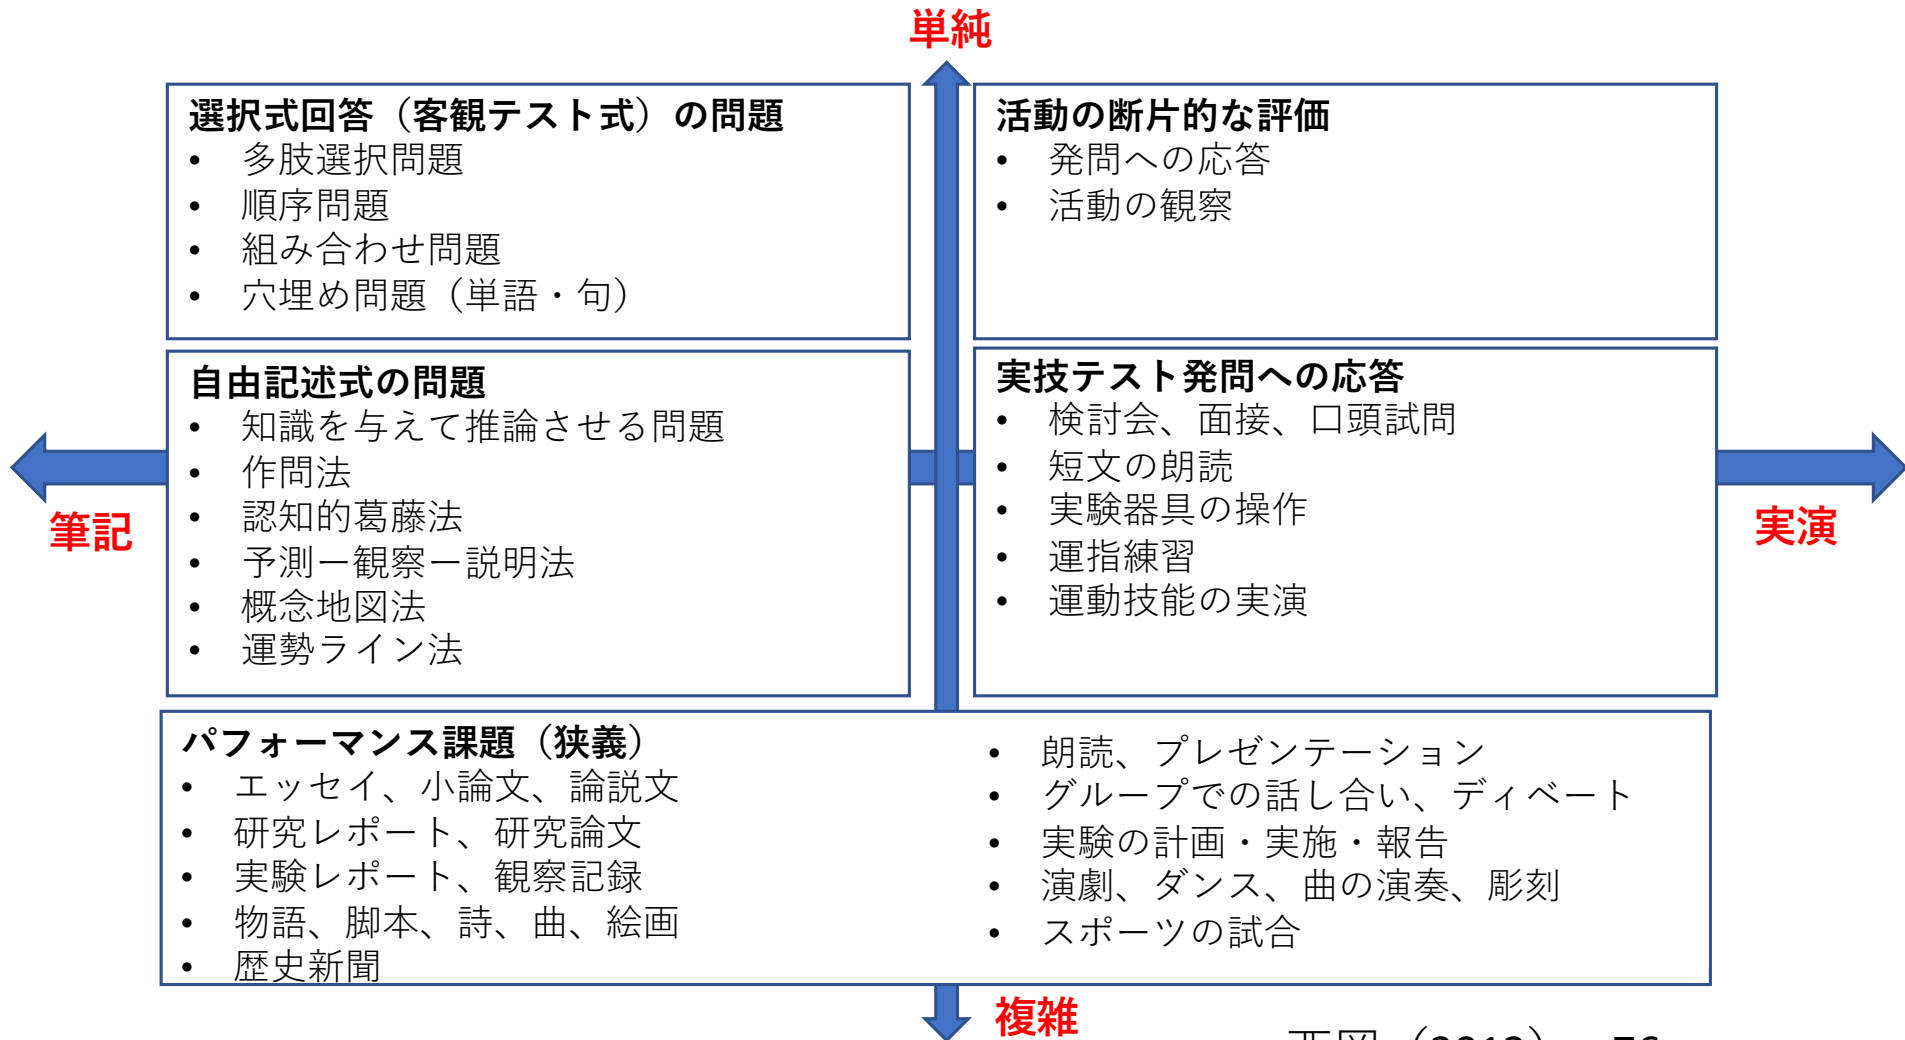 単純
選択式回答（客観テスト式）の問題
• 多肢選択問題
• 順序問題
• 組み合わせ問題
• 穴埋め問題（単語・句）
活動の断片的な評価
• 発問への応答
• 活動の観察
自由記述式の問題
• 知識を与えて推論させる問題
• 作問法
• 認知的葛藤法
• 予測ー観察ー説明法
• 概念地図法
• 運勢ライン法
実技テスト発問への応答
• 検討会、面接、口頭試問
• 短文の朗読
• 実験器具の操作
• 運指練習
• 運動技能の実演
筆記
実演
パフォーマンス課題（狭義）
• エッセイ、小論文、論説文
• 研究レポート、研究論文
• 実験レポート、観察記録
• 物語、脚本、詩、曲、絵画
• 歴史新聞
• 朗読、プレゼンテーション
• グループでの話し合い、ディベート
• 実験の計画・実施・報告
• 演劇、ダンス、曲の演奏、彫刻
• スポーツの試合
複雑